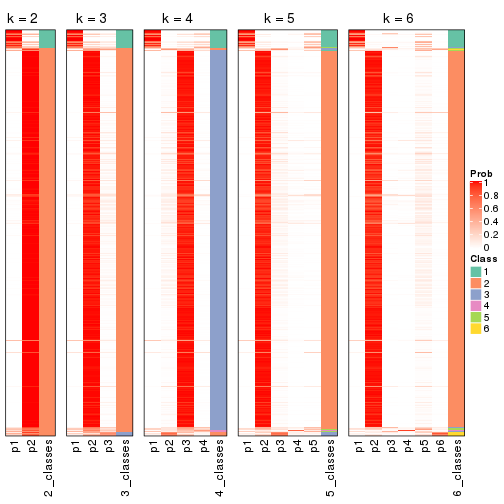 k = 2
k = 3
k = 4
k = 5
k = 6
Prob
1
0.8
0.6
0.4
0.2
0
Class
1
2
3
4
5
6
p1
p2
2_classes
p1
p2
p3
3_classes
p1
p2
p3
p4
4_classes
p1
p2
p3
p4
p5
5_classes
p1
p2
p3
p4
p5
p6
6_classes